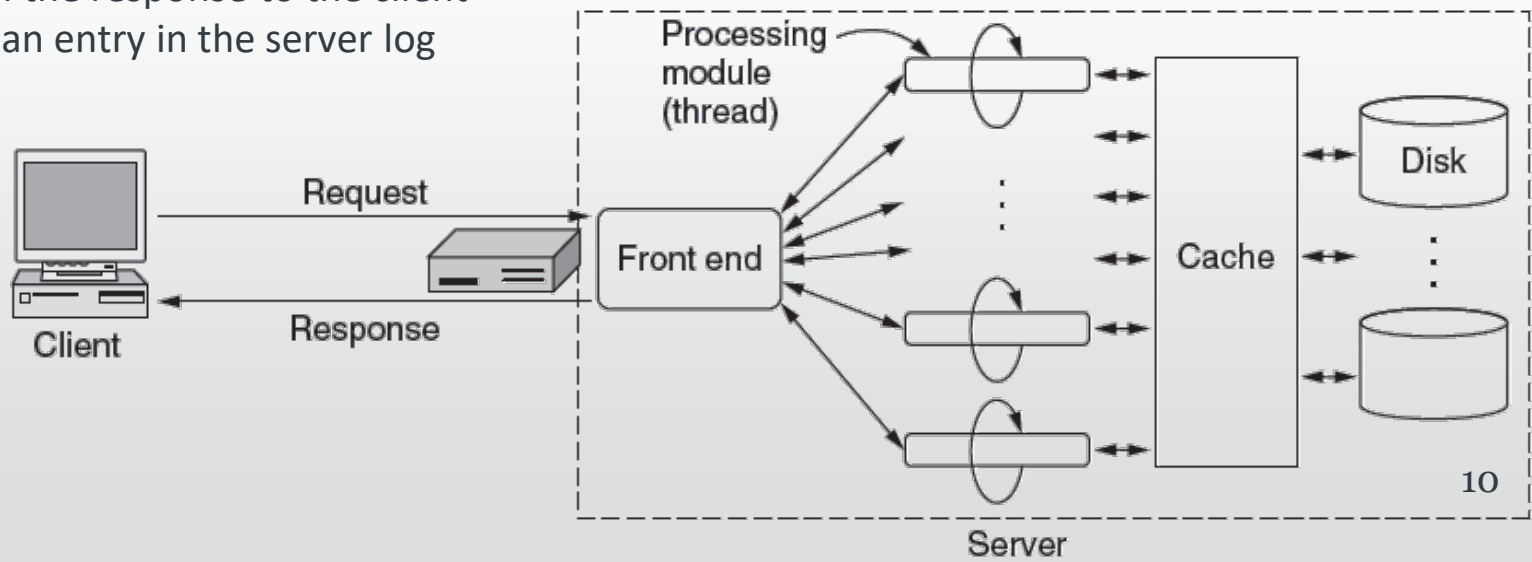 the response to the client
an entry in the server log
Processing
module
(thread)
Request
Response
Client
Front end
Cache
Disk
10
Server